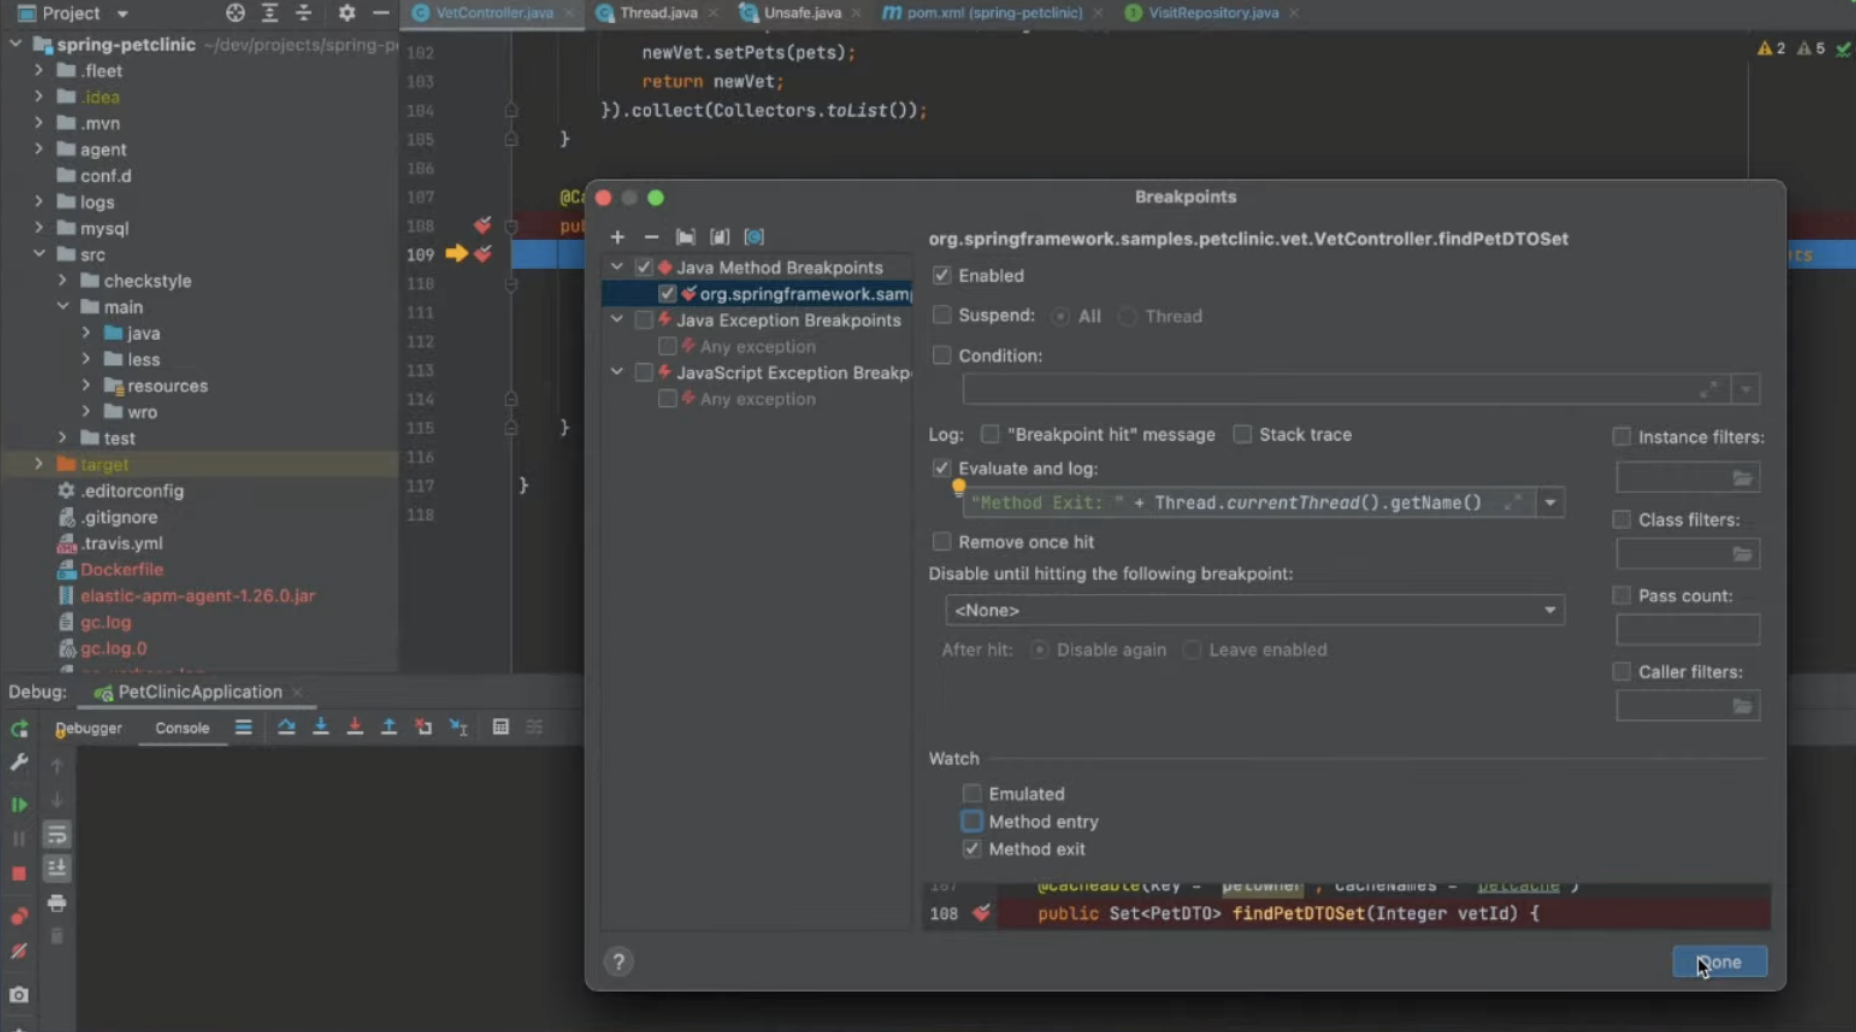 Project
VetController.java
Thread.java
Unsafe.java
pom.xml (spring-petclinic)
VisitRepository.java
spring-petclinic ~/dev/projects/spring-p
.fleet
.idea
.mvn
agent
conf.d
logs
mysql
src
checkstyle
main
java
less
resources
wro
test
target
.editorconfig
.gitignore
.travis.yml
Dockerfile
elastic-apm-agent-1.26.0.jar
gc.log
gc.log.0
2 5
102 newVet.setPets(pets);
103 return newVet;
104 }).collect(Collectors.toList());
105 }
106
107 @Ca
108 pub
109
110
111
112
113
114
115 }
116
117 }
118
Breakpoints
Java Method Breakpoints
org.springframework.sam
Java Exception Breakpoints
Any exception
JavaScript Exception Breakp
Any exception
org.springframework.samples.petclinic.vet.VetController.findPetDTOSet
Enabled
Suspend: All Thread
Condition:
Log: "Breakpoint hit" message Stack trace
Evaluate and log:
"Method Exit: " + Thread.currentThread().getName()
Remove once hit
Disable until hitting the following breakpoint:
<None>
After hit: Disable again Leave enabled
Instance filters:
Class filters:
Pass count:
Caller filters:
Watch
Emulated
Method entry
Method exit
107 @Cacheable(key = "petOwner", cacheNames = "petCache")
108 public Set<PetDTO> findPetDTOSet(Integer vetId) {
?
Done
Debug: PetClinicApplication
Debugger Console